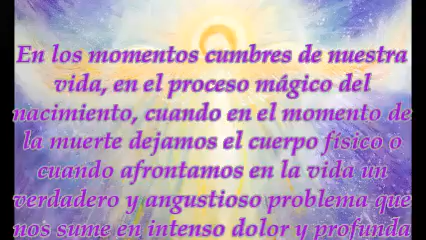 En los momentos cumbres de nuestra
vida, en el proceso mágico del
nacimiento, cuando en el momento de
la muerte dejamos el cuerpo físico o
cuando afrontamos en la vida un
verdadero y angustioso problema que
nos sume en intenso dolor y profunda